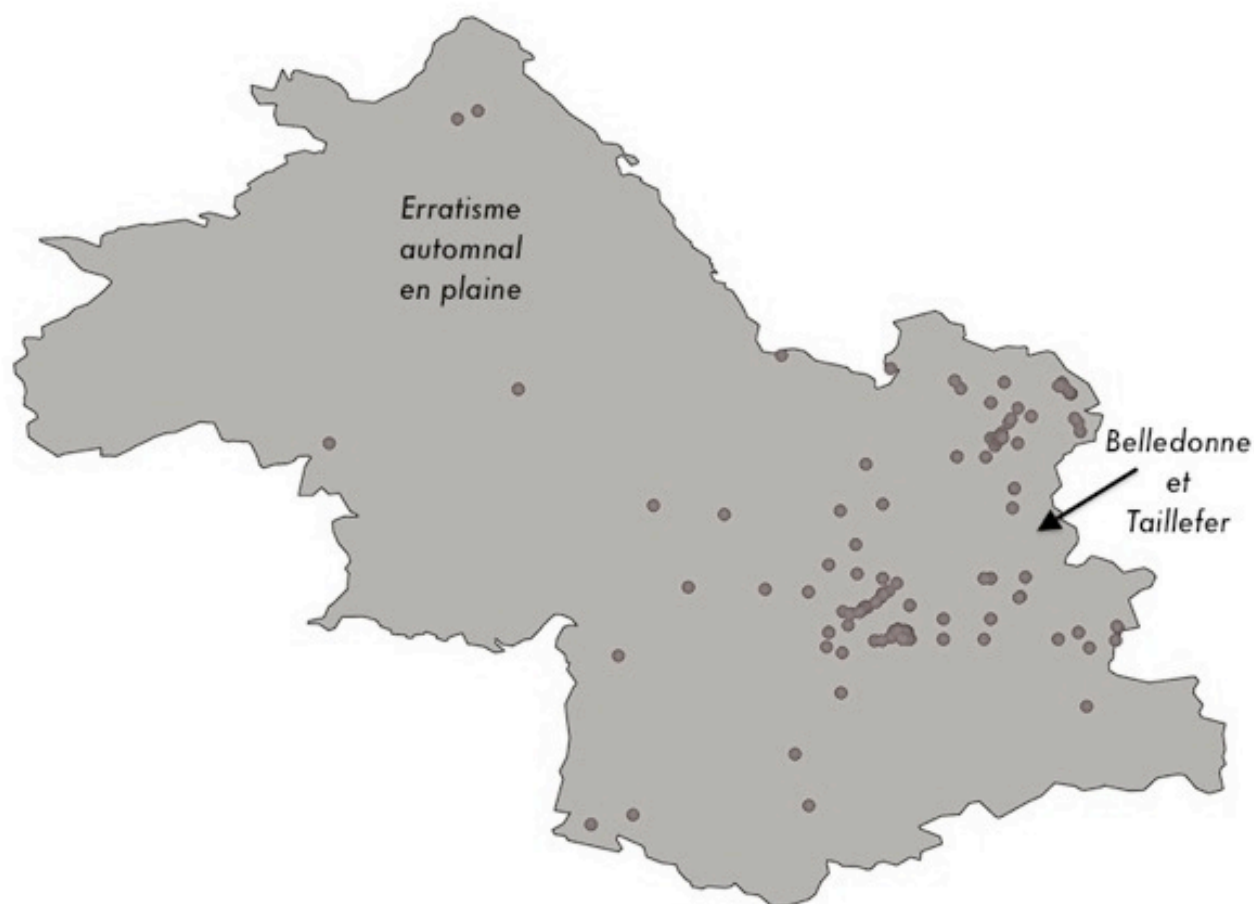 Erratisme
automnal
en plaine
Belledonne
et
Taillefer